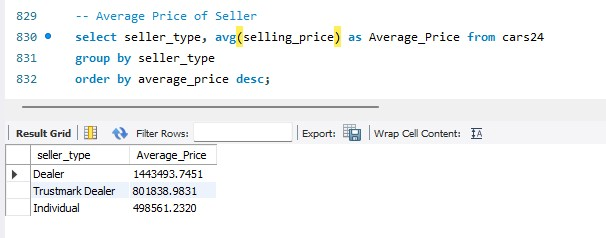 829 -- Average Price of Seller
830 select seller_type, avg(selling_price) as Average_Price from cars24
831 group by seller_type
832 order by average_price desc;
Result Grid Filter Rows: Export: Wrap Cell Content: IA
seller_type Average_Price
Dealer 1443493.7451
Trustmark Dealer 801838.9831
Individual 498561.2320